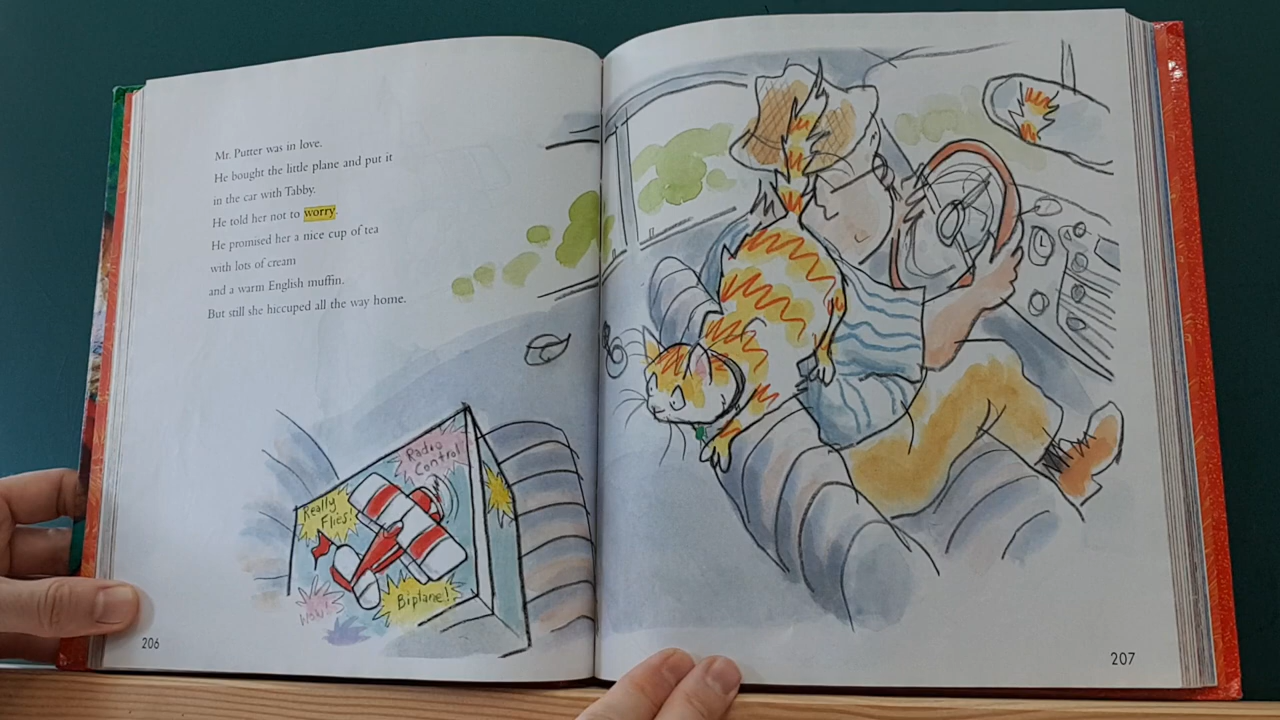 Mr. Putter was in love.
He bought the little plane and put it
in the car with Tabby.
He told her not to worry.
He promised her a nice cup of tea
with lots of cream
and a warm English muffin.
But still she hiccuped all the way home.
Radio
Control
Really
Flies!
Biplane!
Wow!
206
207